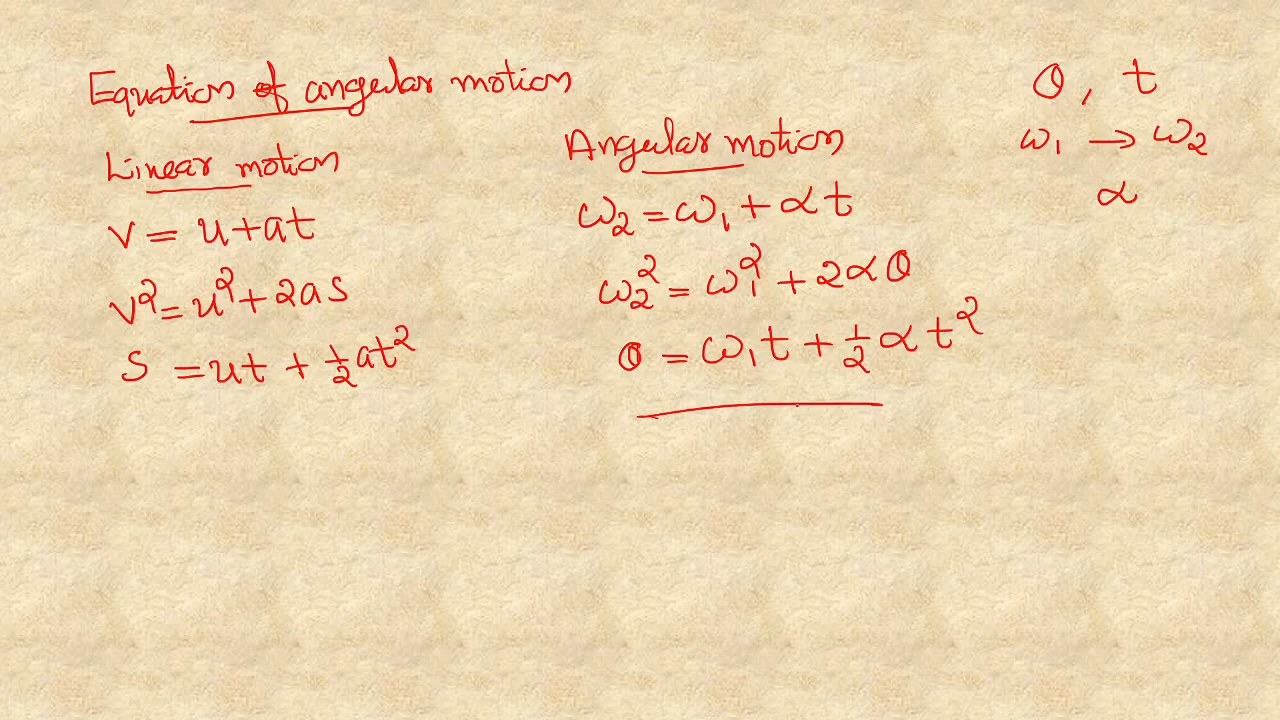 Equation of angular motion
Linear motion
v = u+at
v² = u² + 2as
s = ut + ½at²
Angular motion
ω₂ = ω₁ + αt
ω₂² = ω₁² + 2αθ
θ = ω₁t + ½αt²
θ, t
ω₁ → ω₂
α